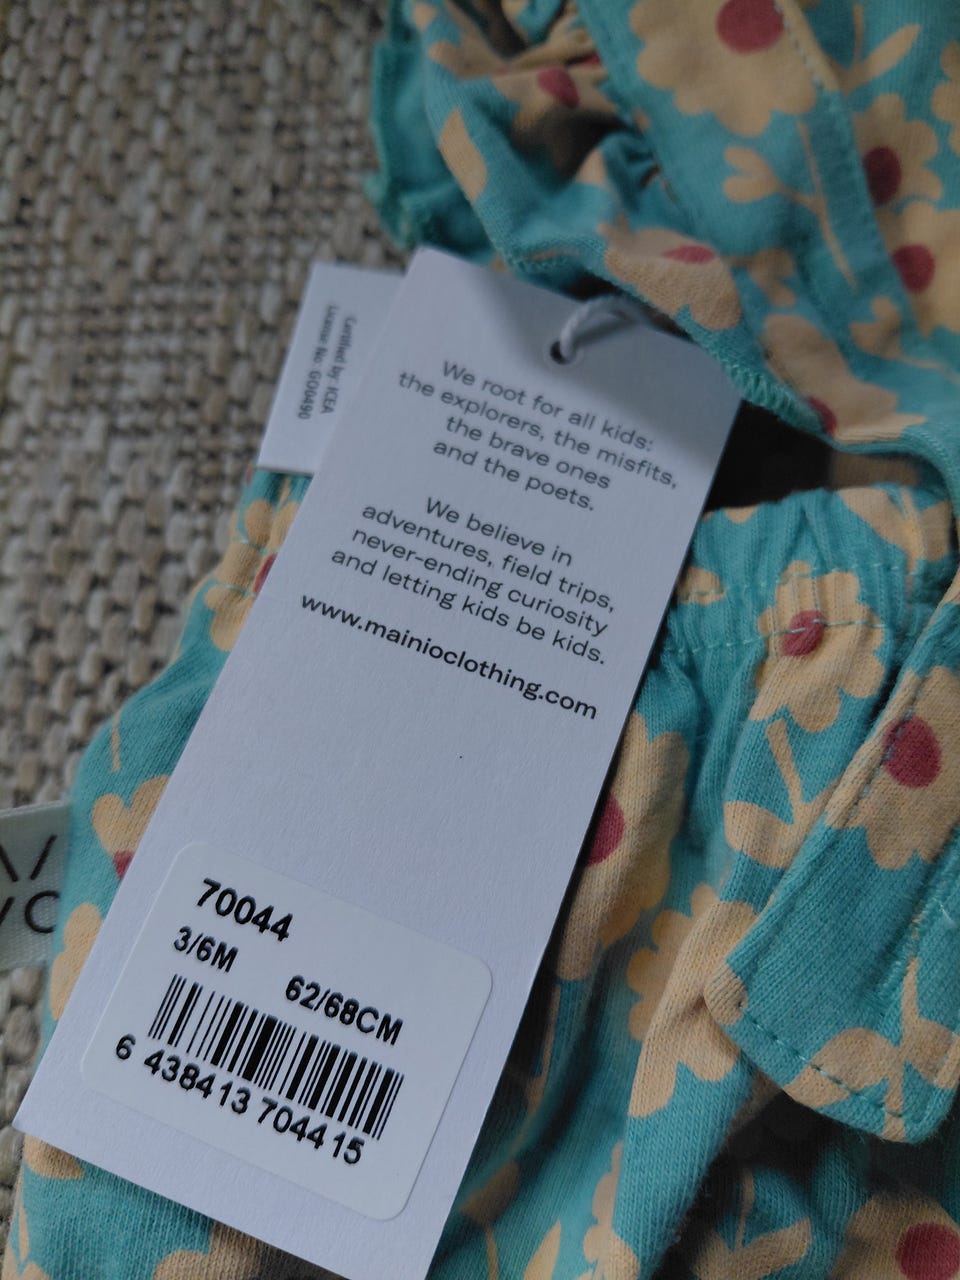 Certified by: ICEA
License No: GO0490
We root for all kids:
the explorers, the misfits,
the brave ones
and the poets.
We believe in
adventures, field trips,
never-ending curiosity
and letting kids be kids.
www.mainioclothing.com
70044
3/6M
62/68CM
6 438413 704415